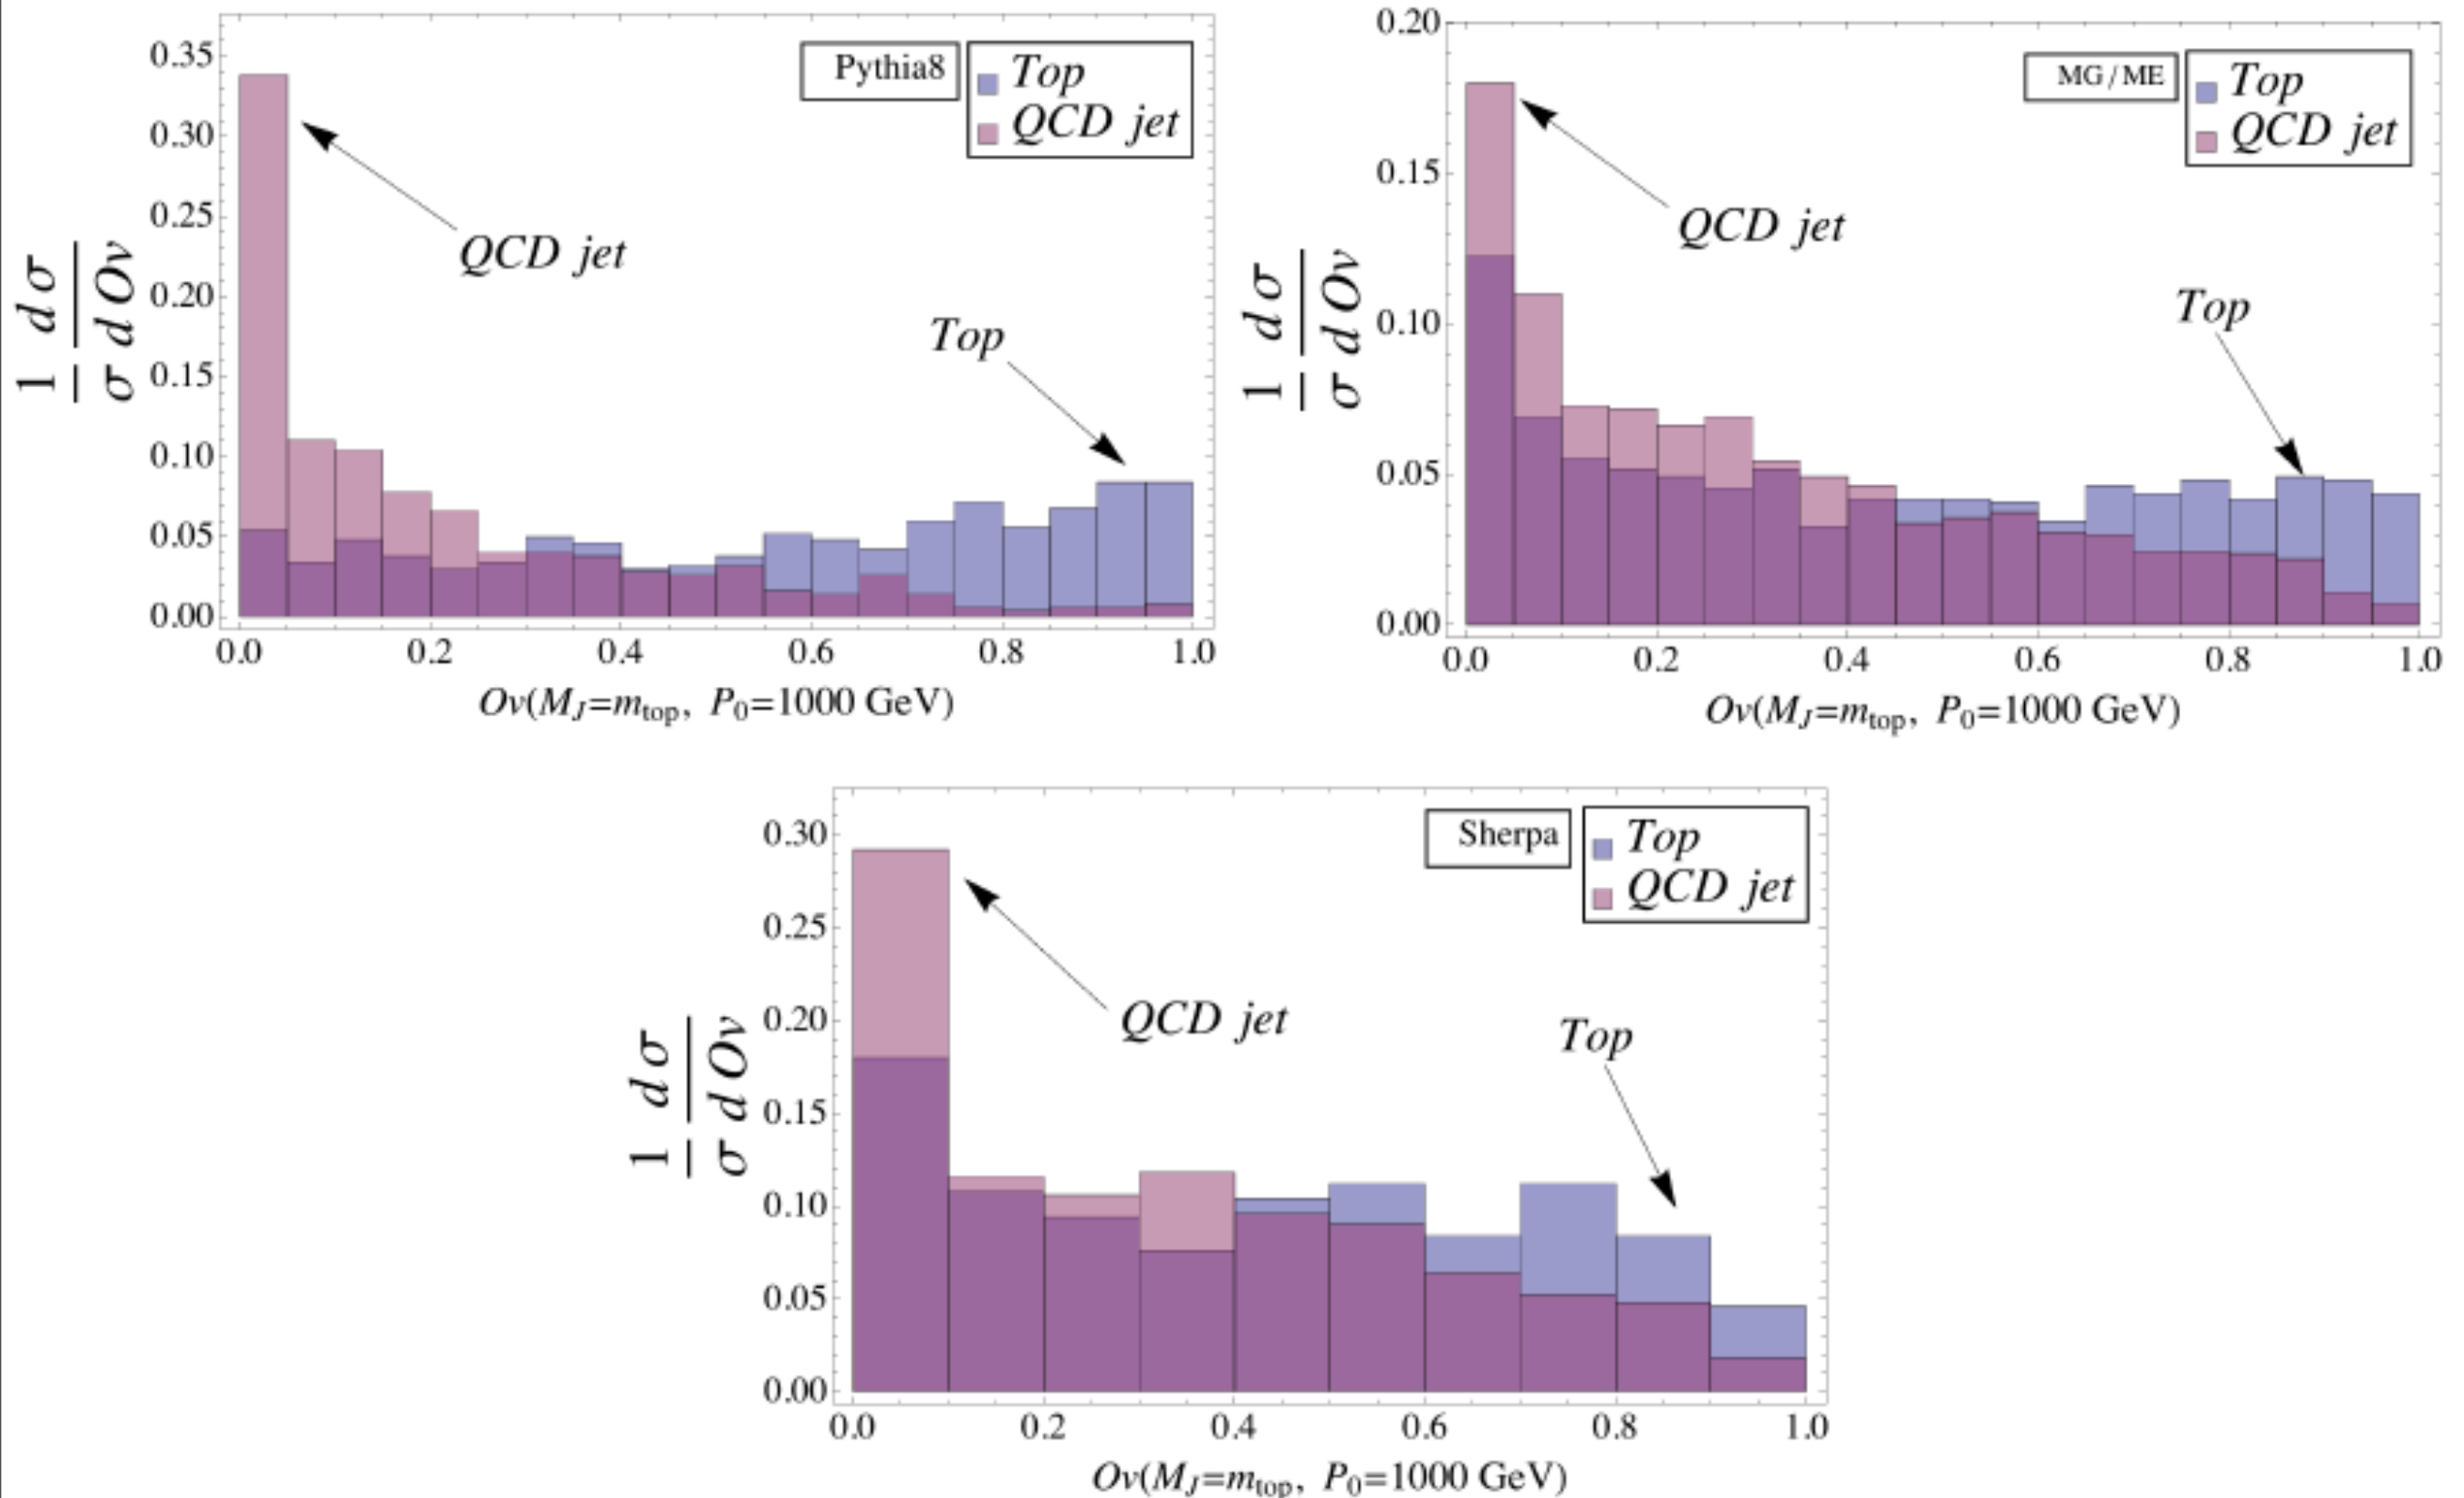 Pythia8
Top
QCD jet
QCD jet
Top
1/σ dσ/d Ov
0.35
0.30
0.25
0.20
0.15
0.10
0.05
0.00
0.0 0.2 0.4 0.6 0.8 1.0
Ov(M_J=m_top, P_0=1000 GeV)
MG/ME
Top
QCD jet
QCD jet
Top
1/σ dσ/d Ov
0.20
0.15
0.10
0.05
0.00
0.0 0.2 0.4 0.6 0.8 1.0
Ov(M_J=m_top, P_0=1000 GeV)
Sherpa
Top
QCD jet
QCD jet
Top
1/σ dσ/d Ov
0.30
0.25
0.20
0.15
0.10
0.05
0.00
0.0 0.2 0.4 0.6 0.8 1.0
Ov(M_J=m_top, P_0=1000 GeV)